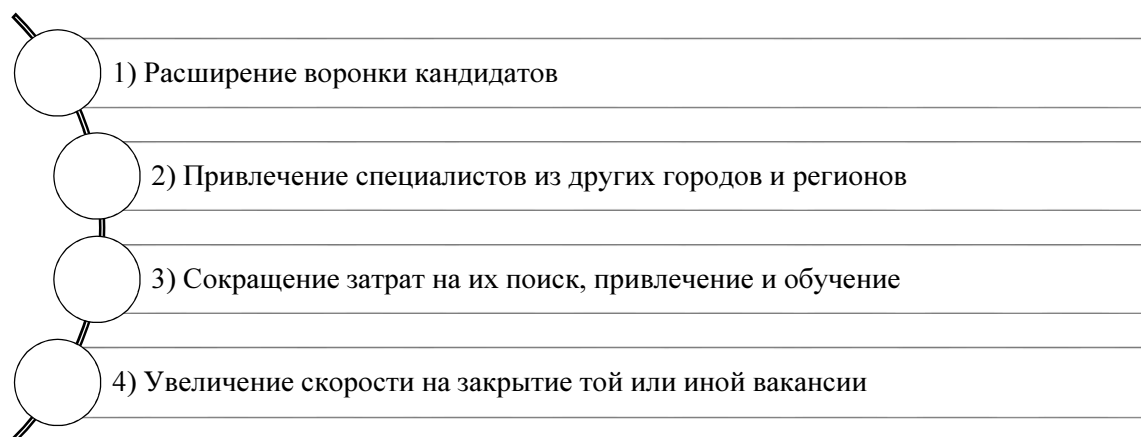 1) Расширение воронки кандидатов
2) Привлечение специалистов из других городов и регионов
3) Сокращение затрат на их поиск, привлечение и обучение
4) Увеличение скорости на закрытие той или иной вакансии